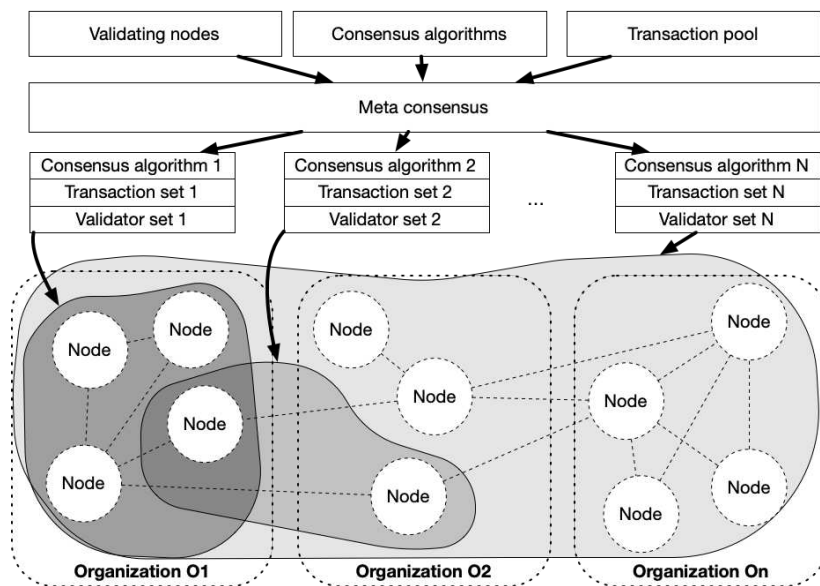 Validating nodes
Consensus algorithms
Transaction pool
Meta consensus
Consensus algorithm 1
Transaction set 1
Validator set 1
Consensus algorithm 2
Transaction set 2
Validator set 2
...
Consensus algorithm N
Transaction set N
Validator set N
Node
Node
Node
Node
Node
Node
Node
Node
Node
Node
Node
Organization O1
Organization O2
Organization On